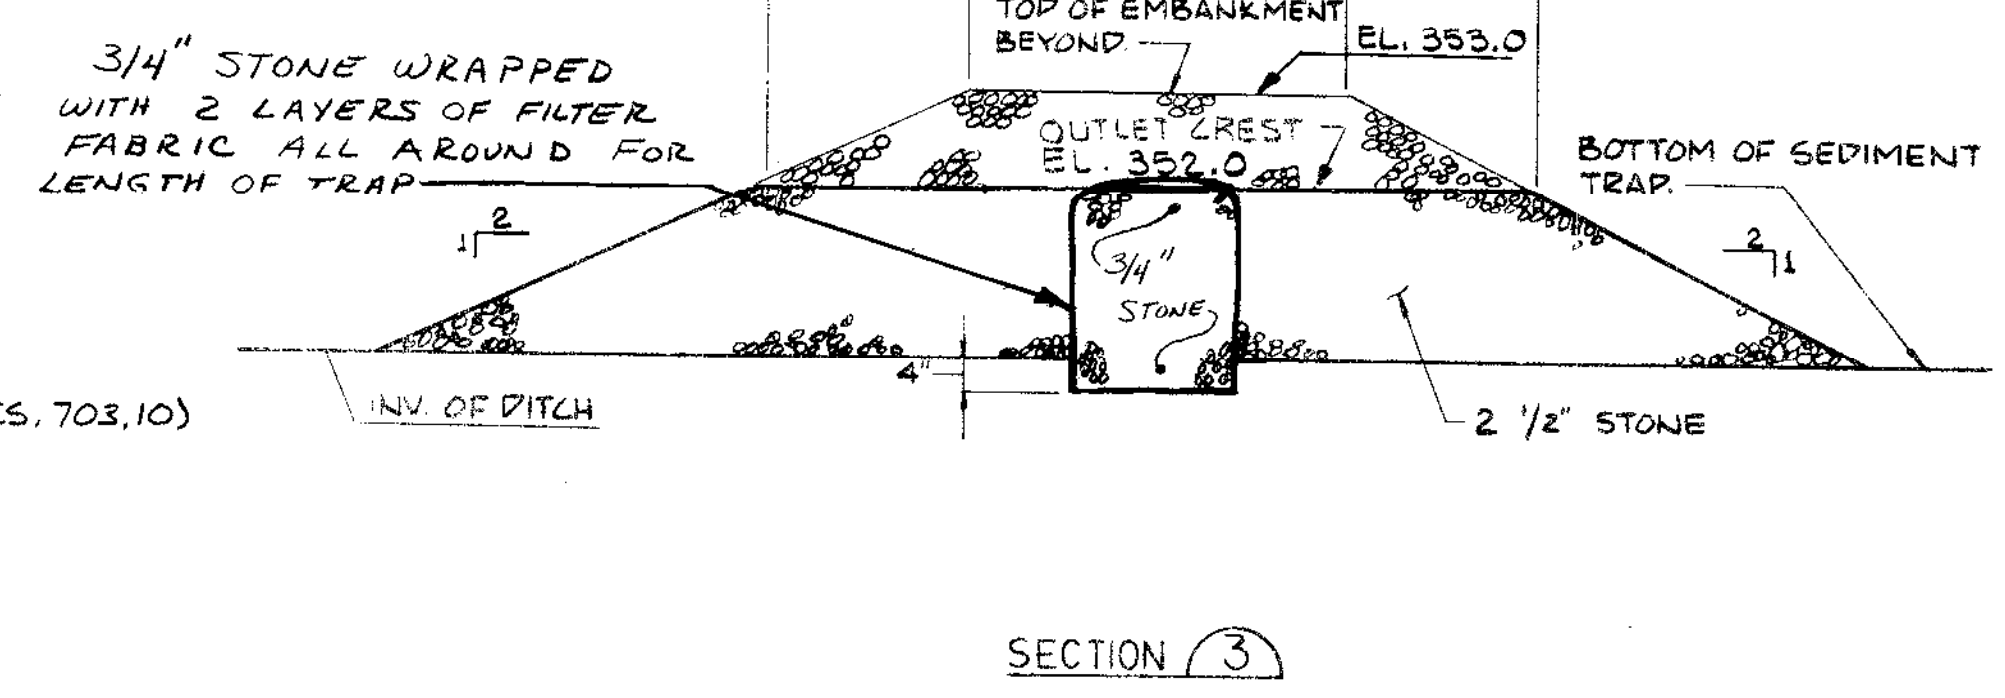 TOP OF EMBANKMENT
BEYOND.
EL. 353.0
3/4" STONE WRAPPED
WITH 2 LAYERS OF FILTER
FABRIC ALL AROUND FOR
LENGTH OF TRAP
OUTLET CREST
EL. 352.0
BOTTOM OF SEDIMENT
TRAP.
2
1
2
1
3/4"
STONE
4"
INV. OF DITCH
2 1/2" STONE
703.10)
SECTION 3